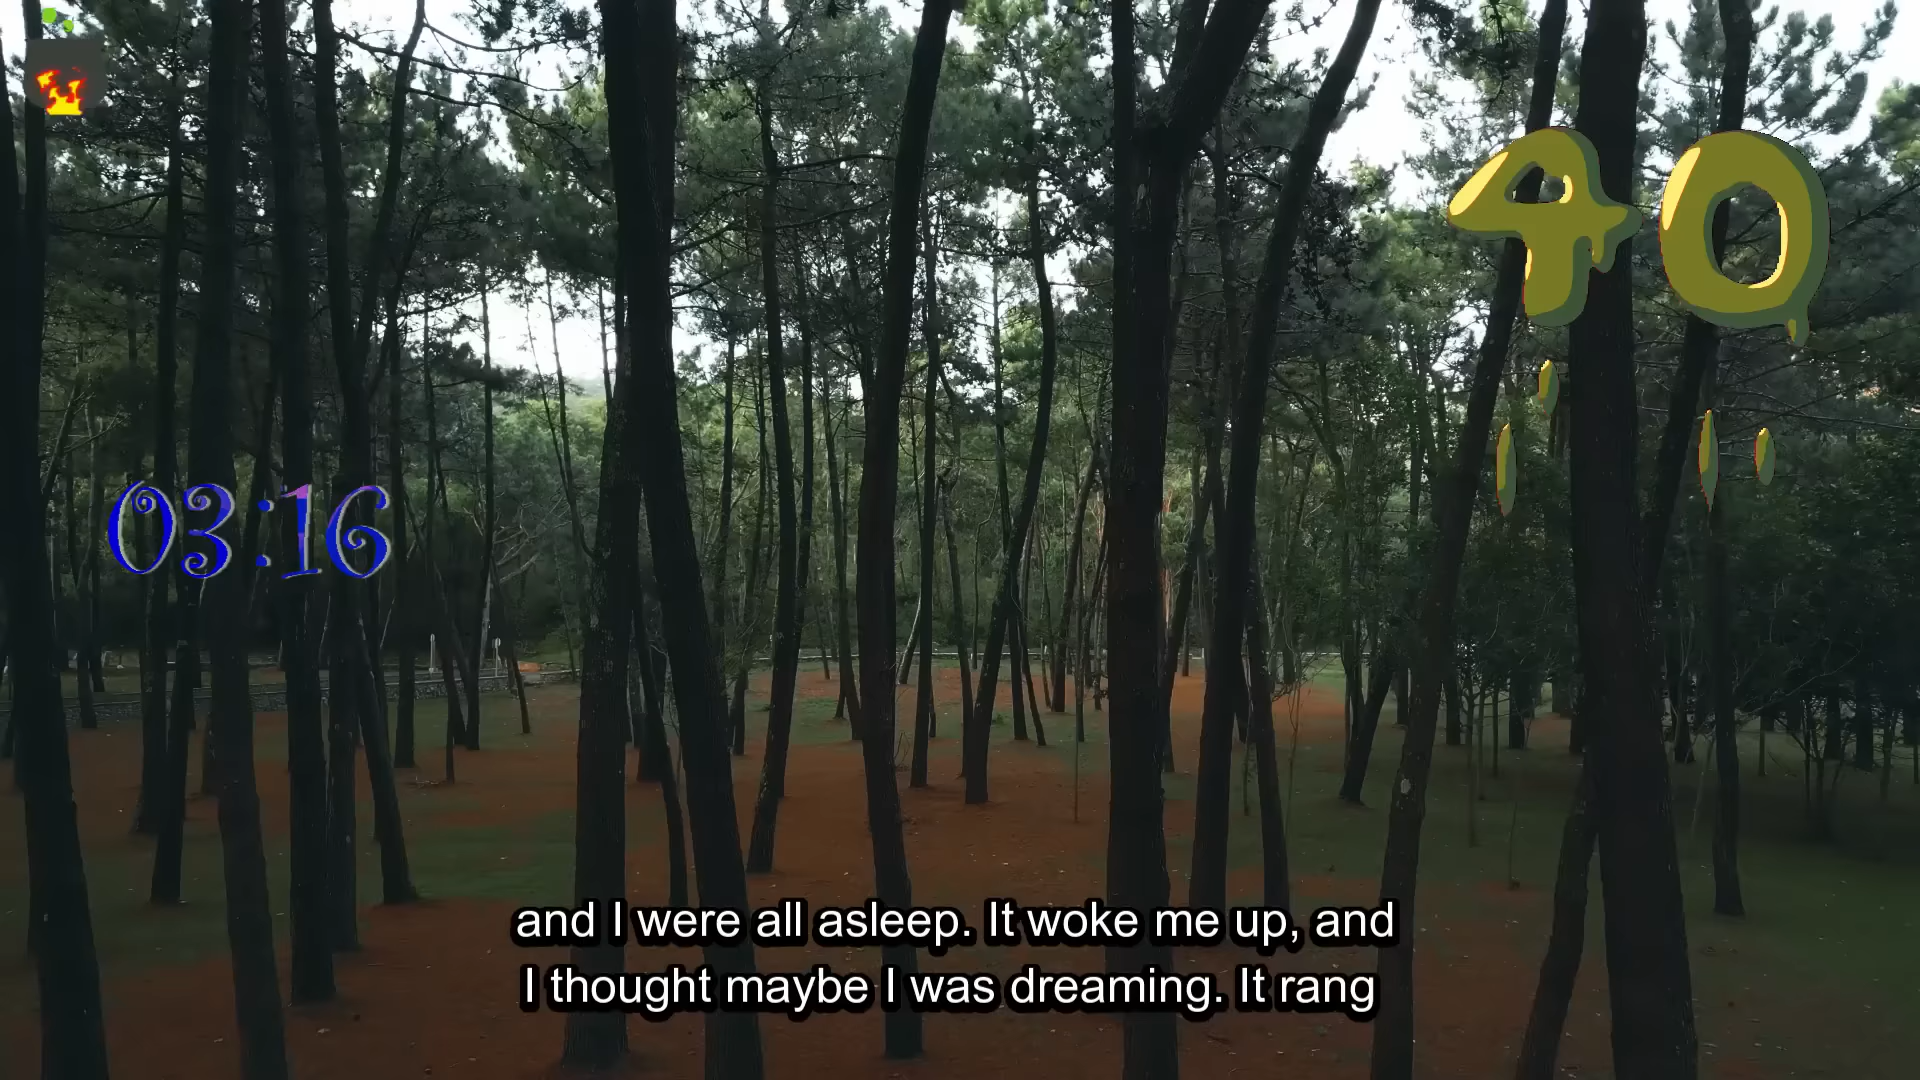 40
03:16
and I were all asleep. It woke me up, and
I thought maybe I was dreaming. It rang